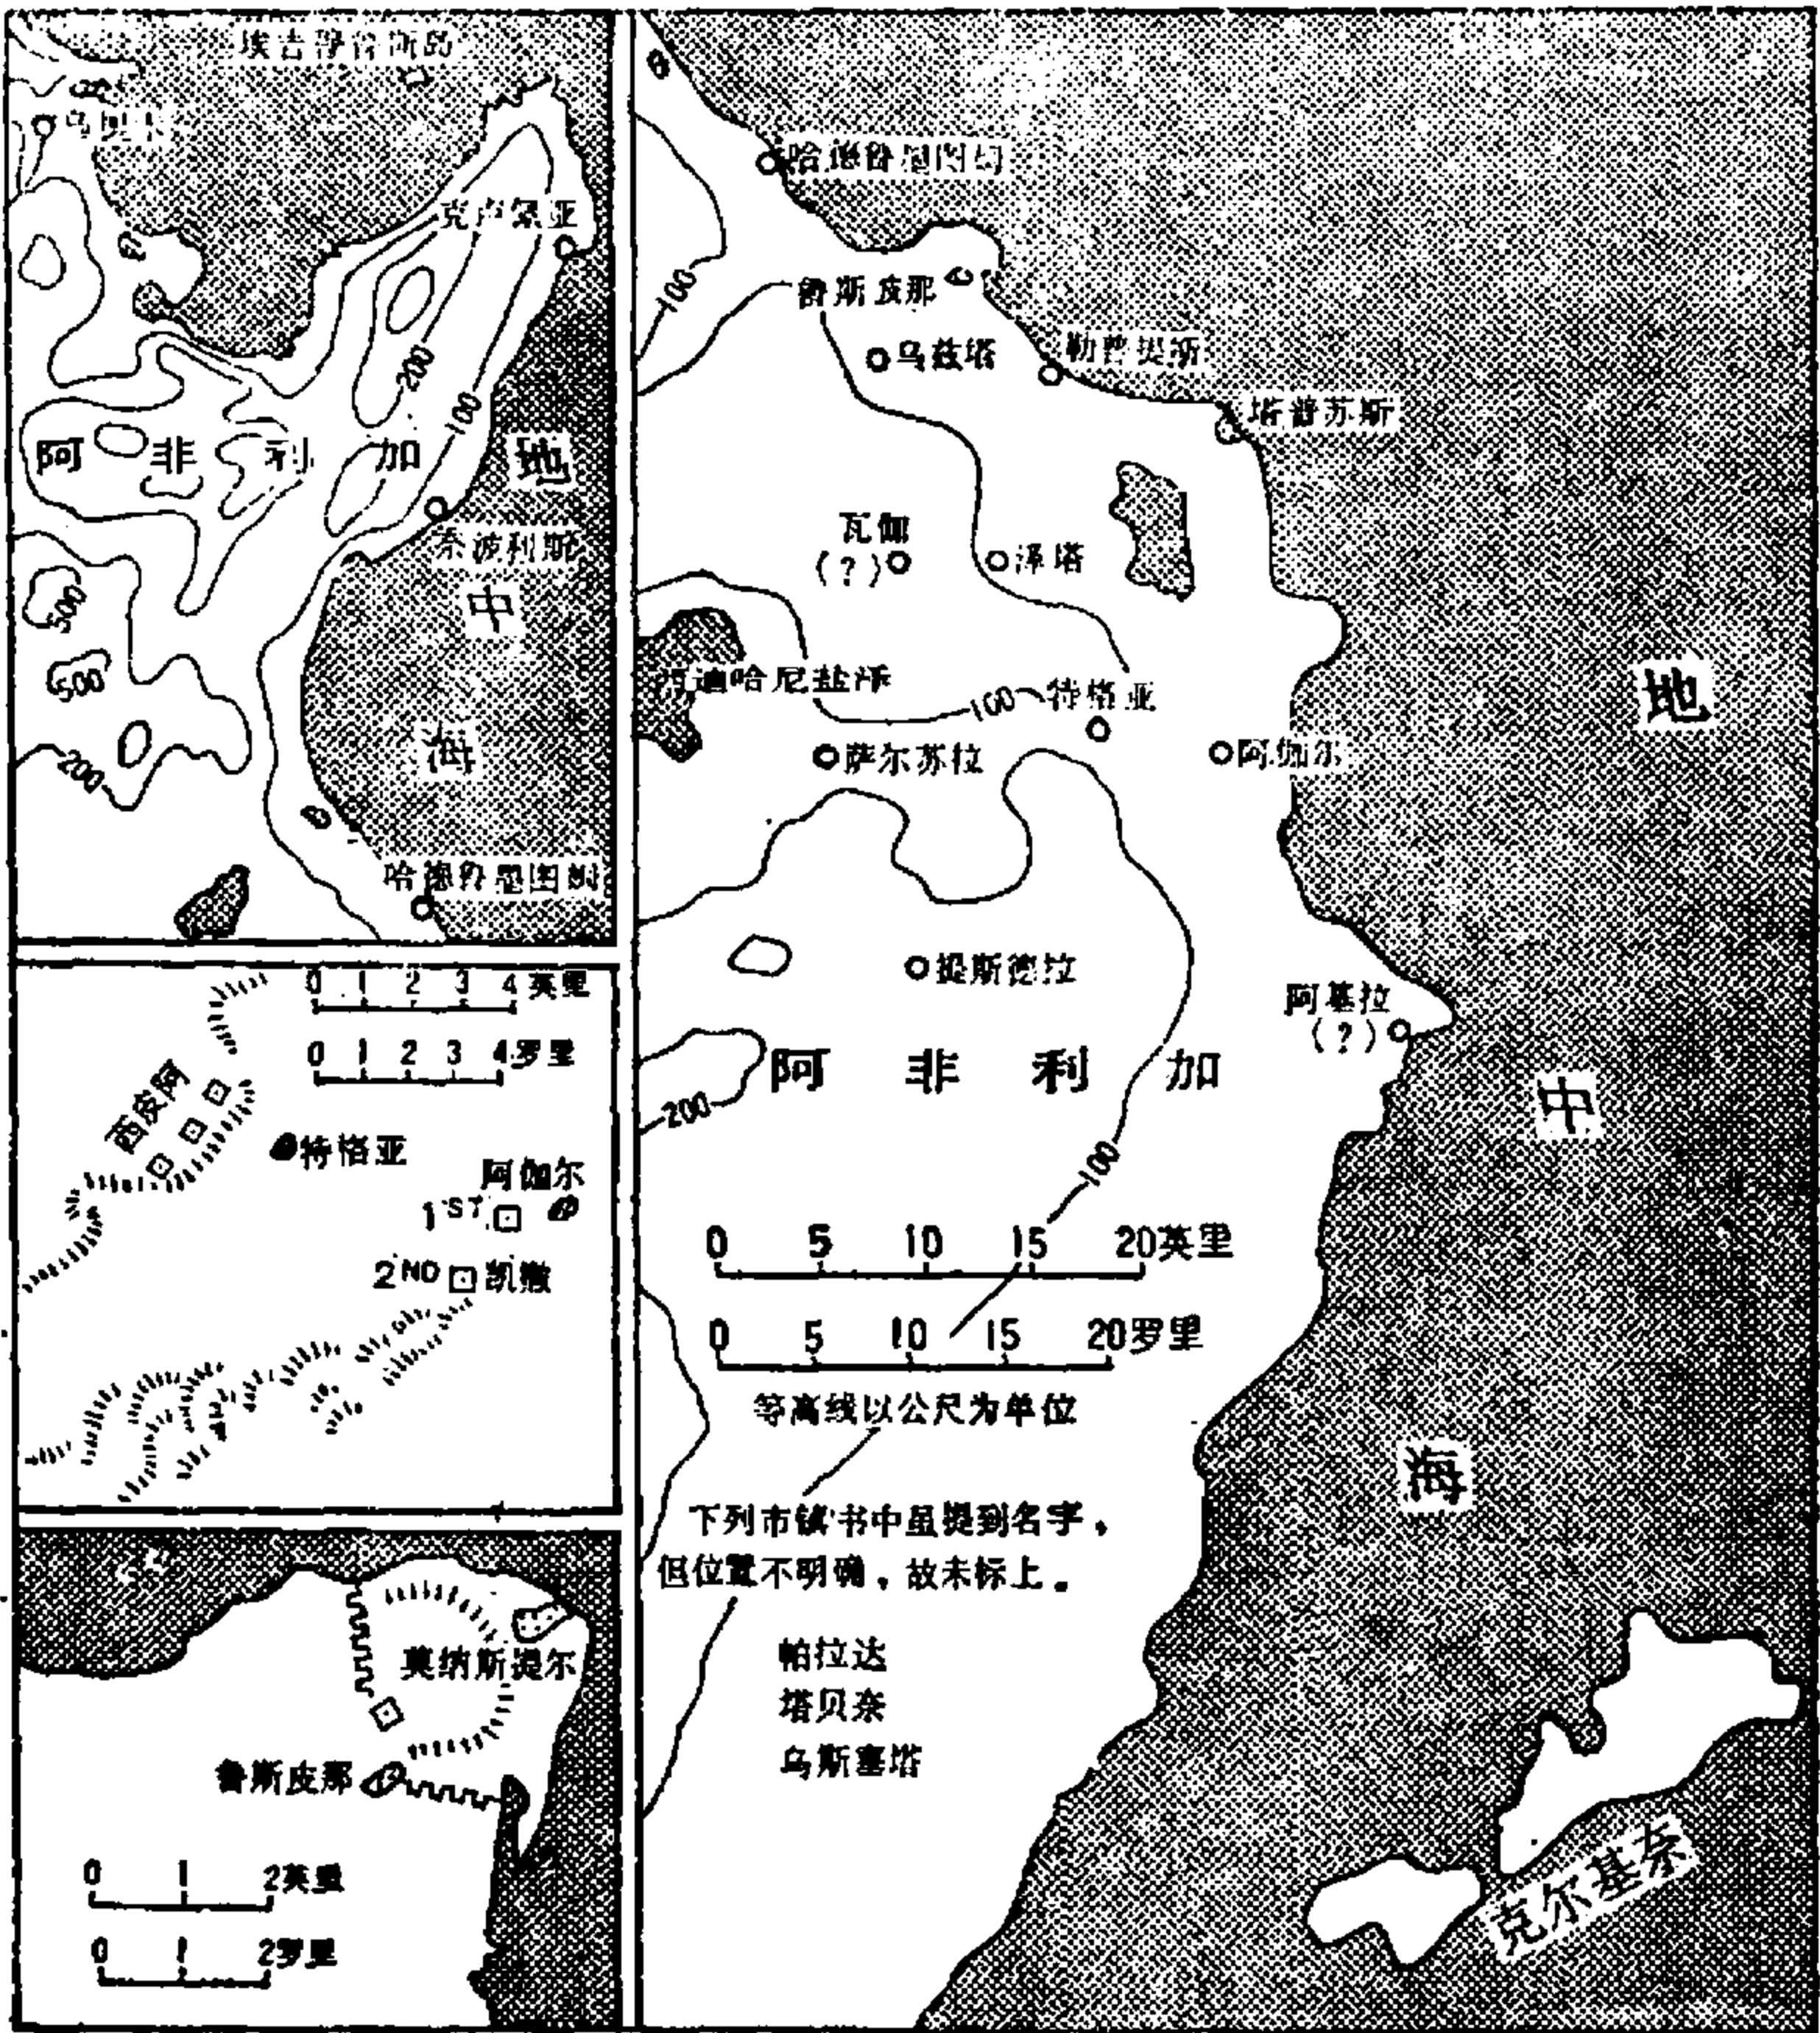 克卢佩亚
200
100
阿非利加
地
奈波利斯
中
500
500
海
200
哈德鲁墨图姆
0 1 2 3 4英里
0 1 2 3 4罗里
西皮阿
特格亚
阿伽尔
1ST
2ND 凯撒
莫纳斯提尔
鲁斯皮那
0 1 2英里
0 1 2罗里
哈德鲁墨图姆
100
鲁斯皮那
乌兹塔
勒普提斯
塔普苏斯
瓦伽
(?)
泽塔
迪哈尼盐泽
100
特格亚
萨尔苏拉
阿伽尔
提斯德拉
阿基拉
(?)
阿非利加
200
100
地
中
海
0 5 10 15 20英里
0 5 10 15 20罗里
等高线以公尺为单位
下列市镇书中虽提到名字，
但位置不明确，故未标上。
帕拉达
塔贝奈
乌斯塞塔
克尔基奈